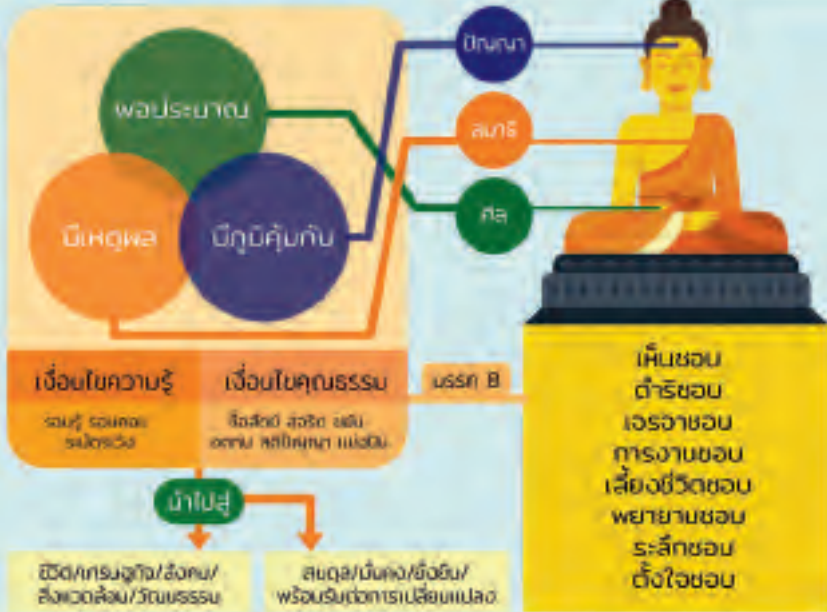 พอประมาณ
มีเหตุผล
มีภูมิคุ้มกัน
ปัญญา
สมาธิ
ศีล
เงื่อนไขความรู้
รอบรู้ รอบคอบ
ระมัดระวัง
เงื่อนไขคุณธรรม
ซื่อสัตย์ สุจริต ขยัน
อดทน สติปัญญา แบ่งปัน
มรรค 8
นำไปสู่
ชีวิต/เศรษฐกิจ/สังคม/
สิ่งแวดล้อม/วัฒนธรรม
สมดุล/มั่นคง/ยั่งยืน/
พร้อมรับต่อการเปลี่ยนแปลง
เห็นชอบ
ดำริชอบ
เจรจาชอบ
การงานชอบ
เลี้ยงชีวิตชอบ
พยายามชอบ
ระลึกชอบ
ตั้งใจชอบ